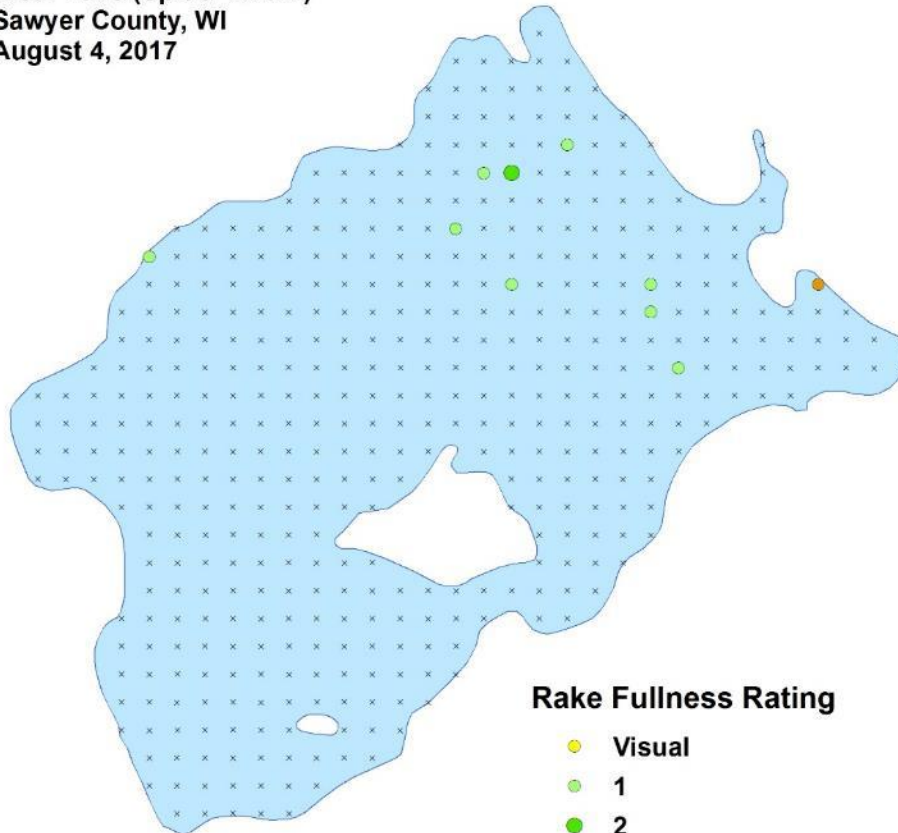 Sawyer County, WI
August 4, 2017
Rake Fullness Rating
Visual
1
2